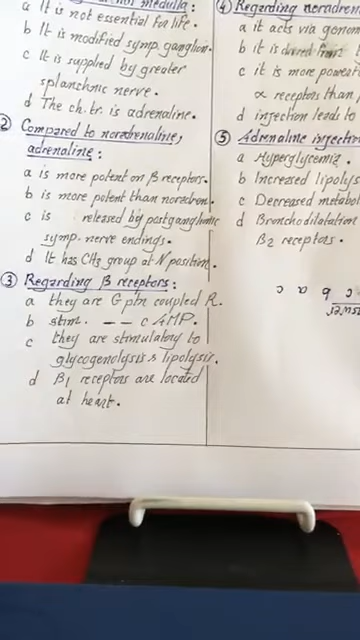 medulla :
a It is not essential for life.
b It is modified symp. ganglion.
c It is supplied by greater
splanchnic nerve.
d The ch. tr. is adrenaline.
② Compared to noradrenaline,
adrenaline :
a is more potent on β receptors.
b is more potent than noradren.
c is released by postganglionic
symp. nerve endings.
d It has CH3 group at N position.
③ Regarding β receptors :
a they are G ptn coupled R.
b stim. — — c AMP.
c they are stimulatory to
glycogenolysis & lipolysis.
d β1 receptors are located
at heart.
④ Regarding noradren
a it acts via genom
b it is
c it is more powerf
α receptors than
d injection leads to
⑤ Adrenaline injection
a Hyperglycemia.
b Increased lipolys
c Decreased metabol
d Bronchodilatation
β2 receptors.
c b a c